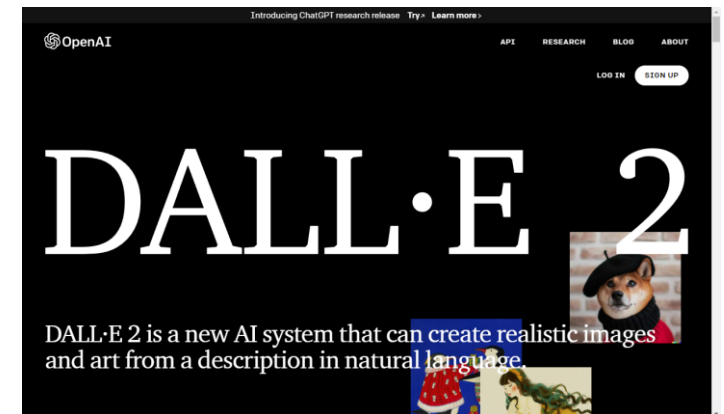 Introducing ChatGPT research release Try↗ Learn more›
OpenAI
API RESEARCH BLOG ABOUT
LOG IN SIGN UP
DALL·E 2
DALL·E 2 is a new AI system that can create realistic images
and art from a description in natural language.